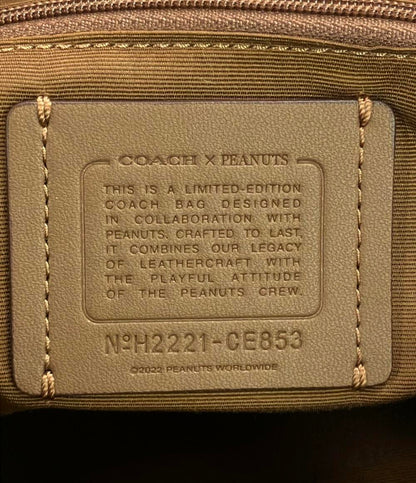 COACH × PEANUTS
THIS IS A LIMITED-EDITION
COACH BAG DESIGNED
IN COLLABORATION WITH
PEANUTS. CRAFTED TO LAST,
IT COMBINES OUR LEGACY
OF LEATHERCRAFT WITH
THE PLAYFUL ATTITUDE
OF THE PEANUTS CREW.
NºH2221-CE853
©2022 PEANUTS WORLDWIDE